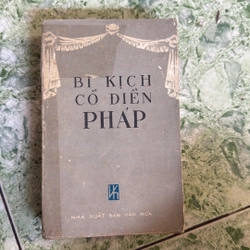 BI KỊCH
CỔ ĐIỂN
PHÁP
NHÀ XUẤT BẢN VĂN HÓA